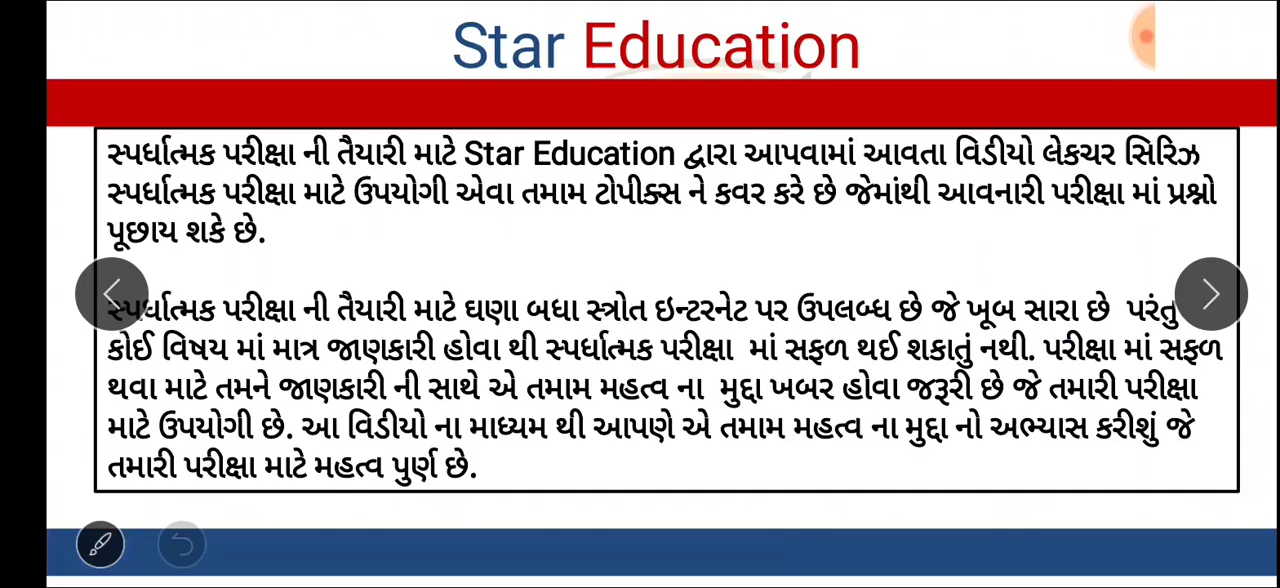 Star Education
સ્પર્ધાત્મક પરીક્ષા ની તૈયારી માટે Star Education દ્વારા આપવામાં આવતા વિડીયો લેકચર સિરિઝ
સ્પર્ધાત્મક પરીક્ષા માટે ઉપયોગી એવા તમામ ટોપીક્સ ને કવર કરે છે જેમાંથી આવનારી પરીક્ષા માં પ્રશ્નો
પૂછાય શકે છે.
સ્પર્ધાત્મક પરીક્ષા ની તૈયારી માટે ઘણા બધા સ્ત્રોત ઇન્ટરનેટ પર ઉપલબ્ધ છે જે ખૂબ સારા છે પરંતુ
કોઈ વિષય માં માત્ર જાણકારી હોવા થી સ્પર્ધાત્મક પરીક્ષા માં સફળ થઈ શકાતું નથી. પરીક્ષા માં સફળ
થવા માટે તમને જાણકારી ની સાથે એ તમામ મહત્વ ના મુદ્દા ખબર હોવા જરૂરી છે જે તમારી પરીક્ષા
માટે ઉપયોગી છે. આ વિડીયો ના માધ્યમ થી આપણે એ તમામ મહત્વ ના મુદ્દા નો અભ્યાસ કરીશું જે
તમારી પરીક્ષા માટે મહત્વ પુર્ણ છે.